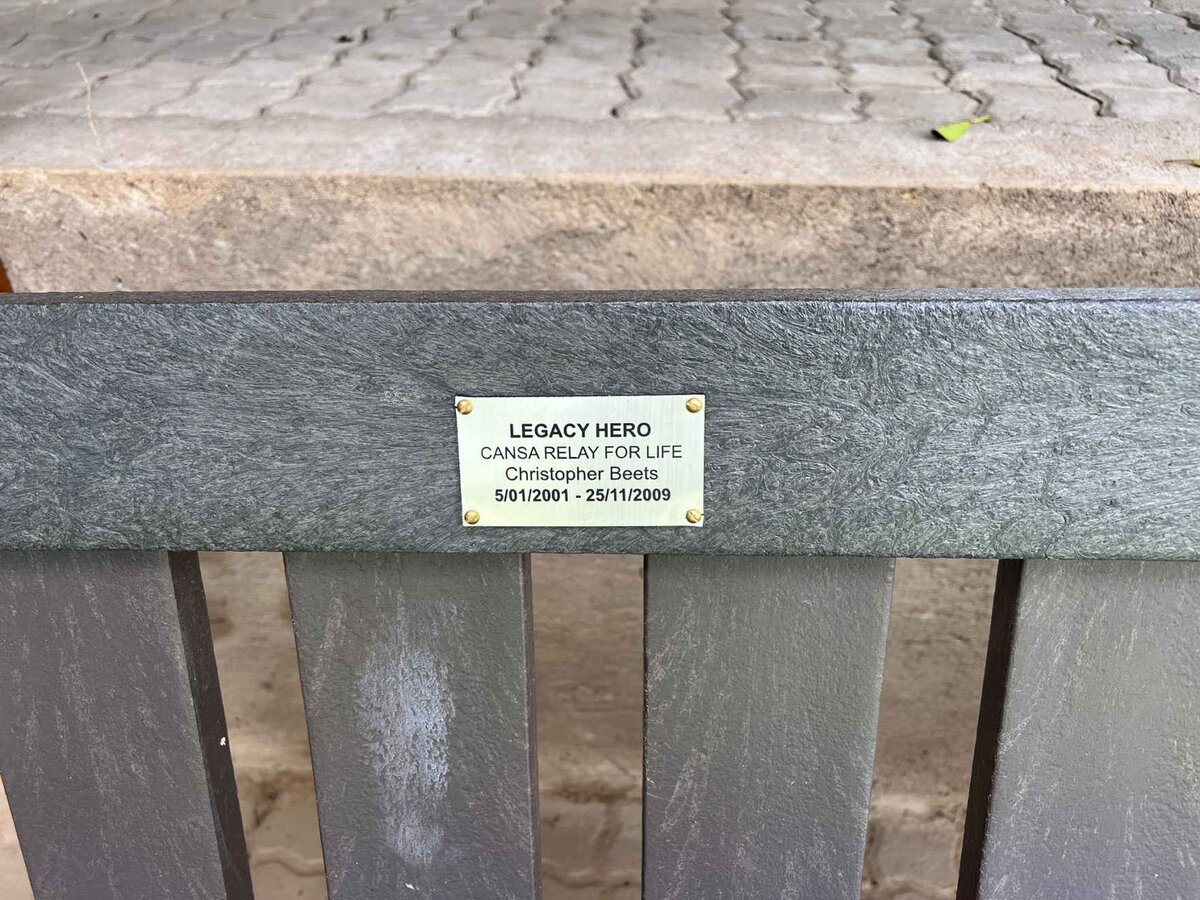 LEGACY HERO
CANSA RELAY FOR LIFE
Christopher Beets
5/01/2001 - 25/11/2009